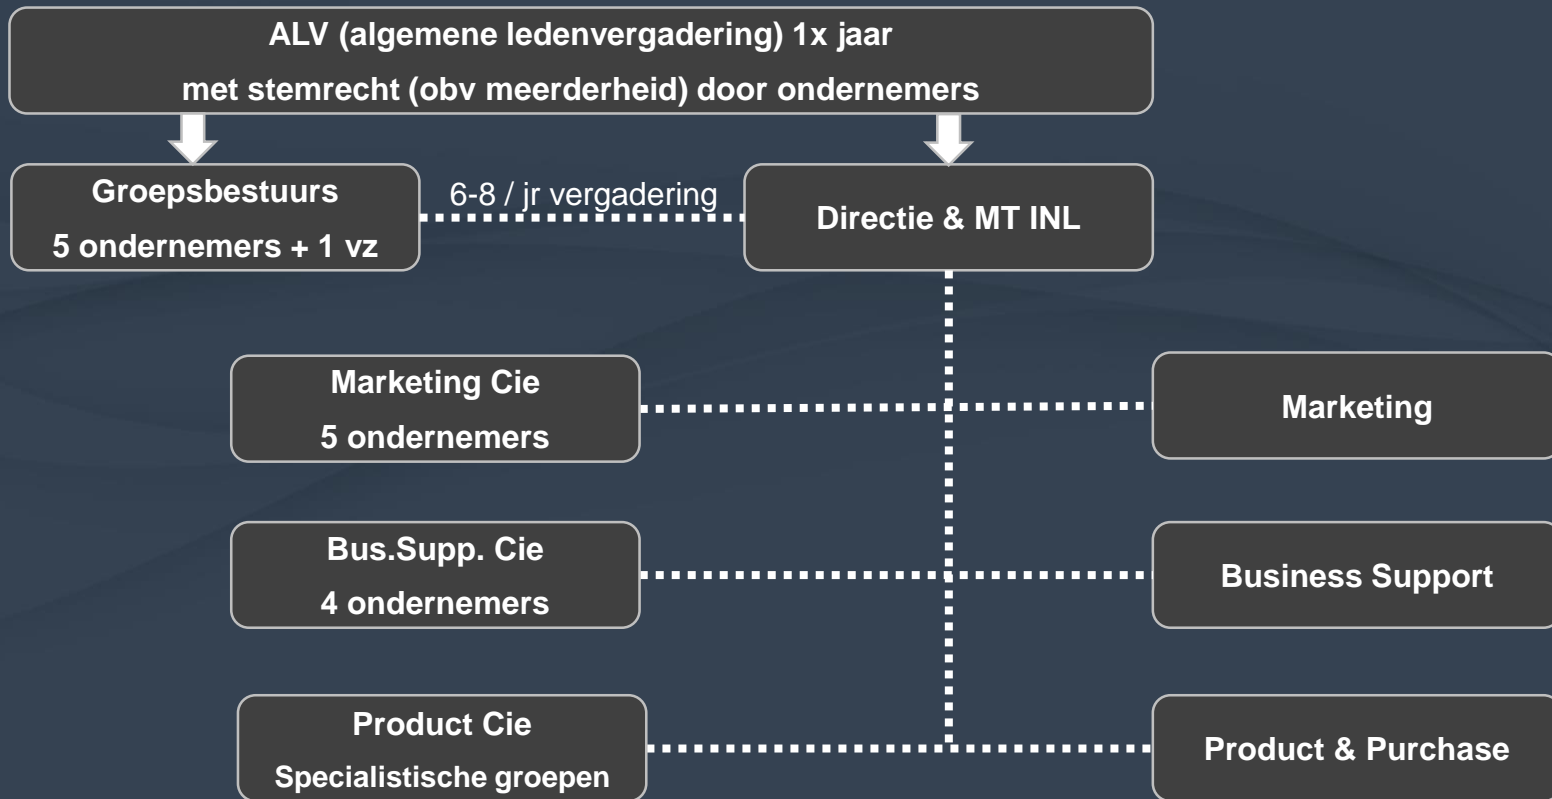 ALV (algemene ledenvergadering) 1x jaar
met stemrecht (obv meerderheid) door ondernemers
Groepsbestuurs
5 ondernemers + 1 vz
6-8 / jr vergadering
Directie & MT INL
Marketing Cie
5 ondernemers
Marketing
Bus.Supp. Cie
4 ondernemers
Business Support
Product Cie
Specialistische groepen
Product & Purchase